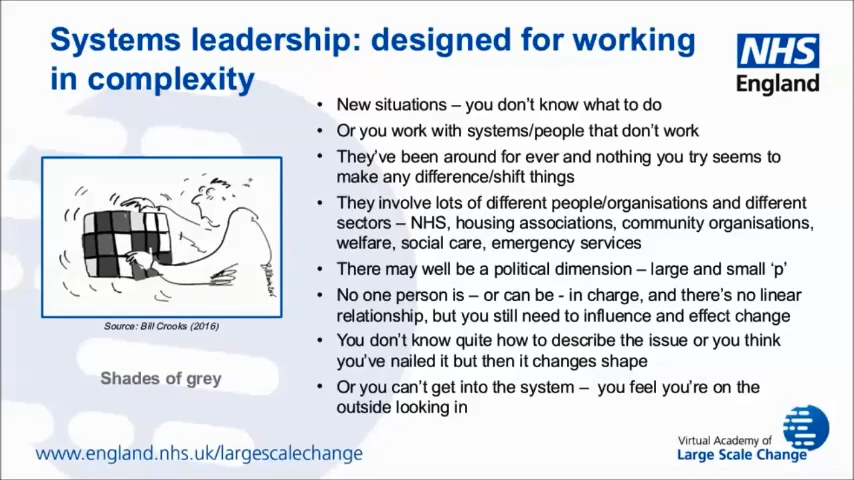 Systems leadership: designed for working
in complexity
NHS
England
• New situations – you don't know what to do
• Or you work with systems/people that don't work
• They've been around for ever and nothing you try seems to
make any difference/shift things
• They involve lots of different people/organisations and different
sectors – NHS, housing associations, community organisations,
welfare, social care, emergency services
• There may well be a political dimension – large and small 'p'
• No one person is – or can be - in charge, and there's no linear
relationship, but you still need to influence and effect change
• You don't know quite how to describe the issue or you think
you've nailed it but then it changes shape
• Or you can't get into the system – you feel you're on the
outside looking in
Source: Bill Crooks (2016)
Shades of grey
www.england.nhs.uk/largescalechange
Virtual Academy of
Large Scale Change